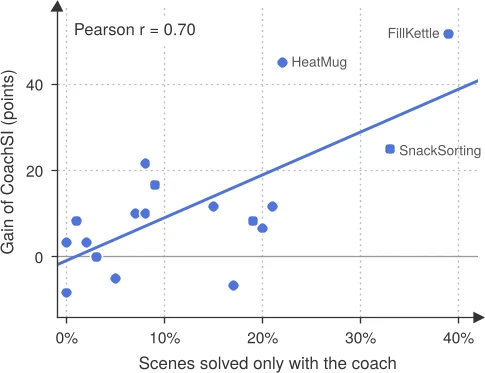 Pearson r = 0.70
FillKettle
HeatMug
SnackSorting
Gain of CoachSI (points)
40
20
0
0%
10%
20%
30%
40%
Scenes solved only with the coach